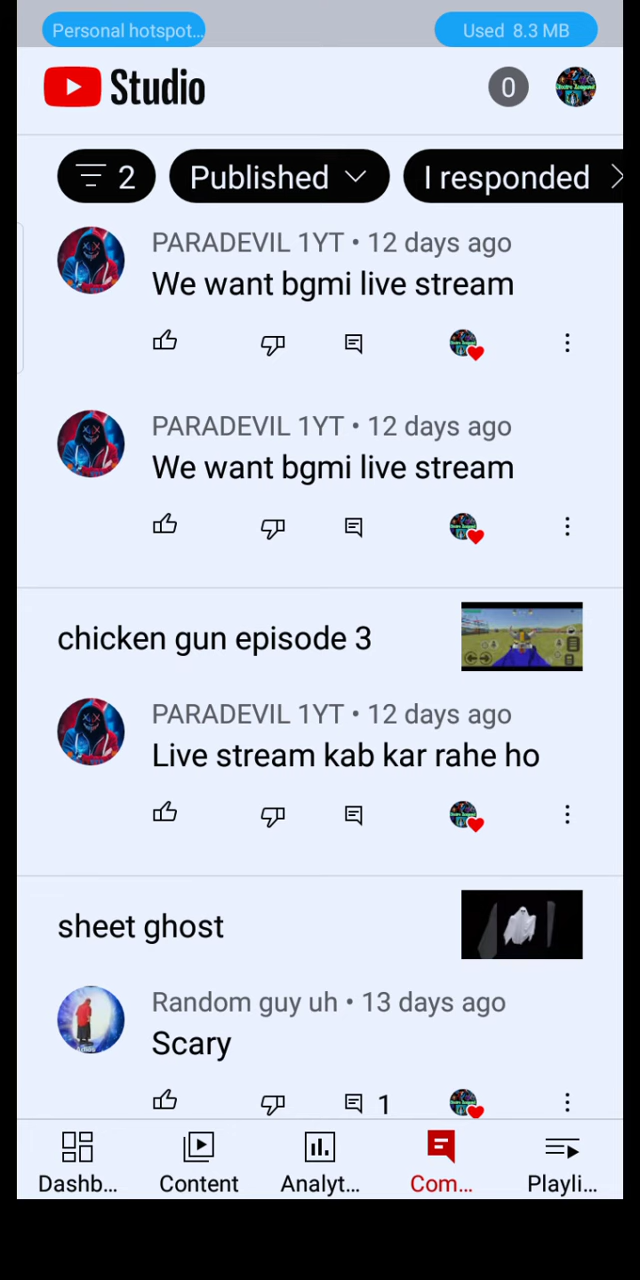 Personal hotspot... Used 8.3 MB
Studio 0
2 Published I responded
PARADEVIL 1YT • 12 days ago
We want bgmi live stream
PARADEVIL 1YT • 12 days ago
We want bgmi live stream
chicken gun episode 3
PARADEVIL 1YT • 12 days ago
Live stream kab kar rahe ho
sheet ghost
Random guy uh • 13 days ago
Scary
1
Dashb... Content Analyt... Com... Playli...